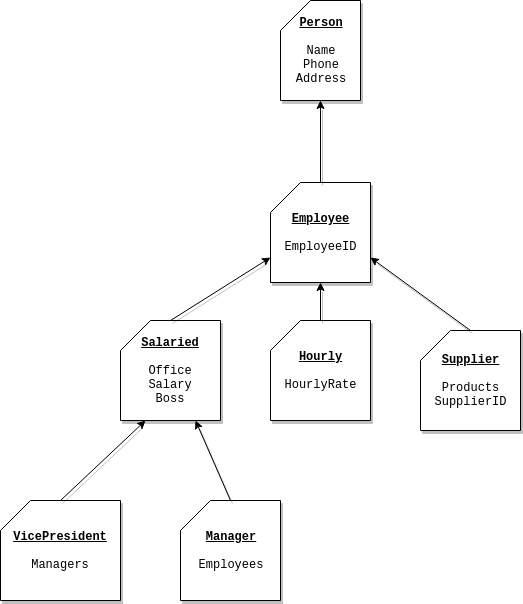 Person
Name
Phone
Address
Employee
EmployeeID
Salaried
Office
Salary
Boss
Hourly
HourlyRate
Supplier
Products
SupplierID
VicePresident
Managers
Manager
Employees